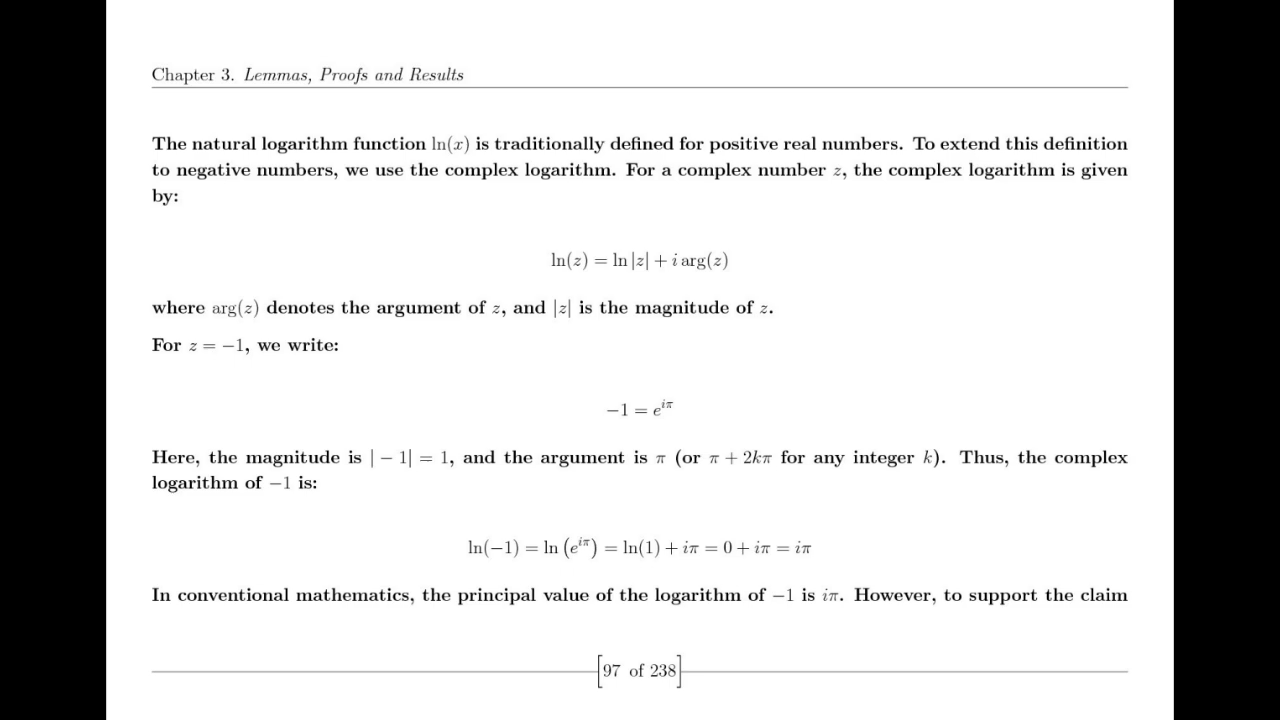 Chapter 3. Lemmas, Proofs and Results
The natural logarithm function ln(x) is traditionally defined for positive real numbers. To extend this definition
to negative numbers, we use the complex logarithm. For a complex number z, the complex logarithm is given
by:
ln(z) = ln |z| + i arg(z)
where arg(z) denotes the argument of z, and |z| is the magnitude of z.
For z = −1, we write:
−1 = e^{iπ}
Here, the magnitude is | − 1| = 1, and the argument is π (or π + 2kπ for any integer k). Thus, the complex
logarithm of −1 is:
ln(−1) = ln (e^{iπ}) = ln(1) + iπ = 0 + iπ = iπ
In conventional mathematics, the principal value of the logarithm of −1 is iπ. However, to support the claim
[97 of 238]